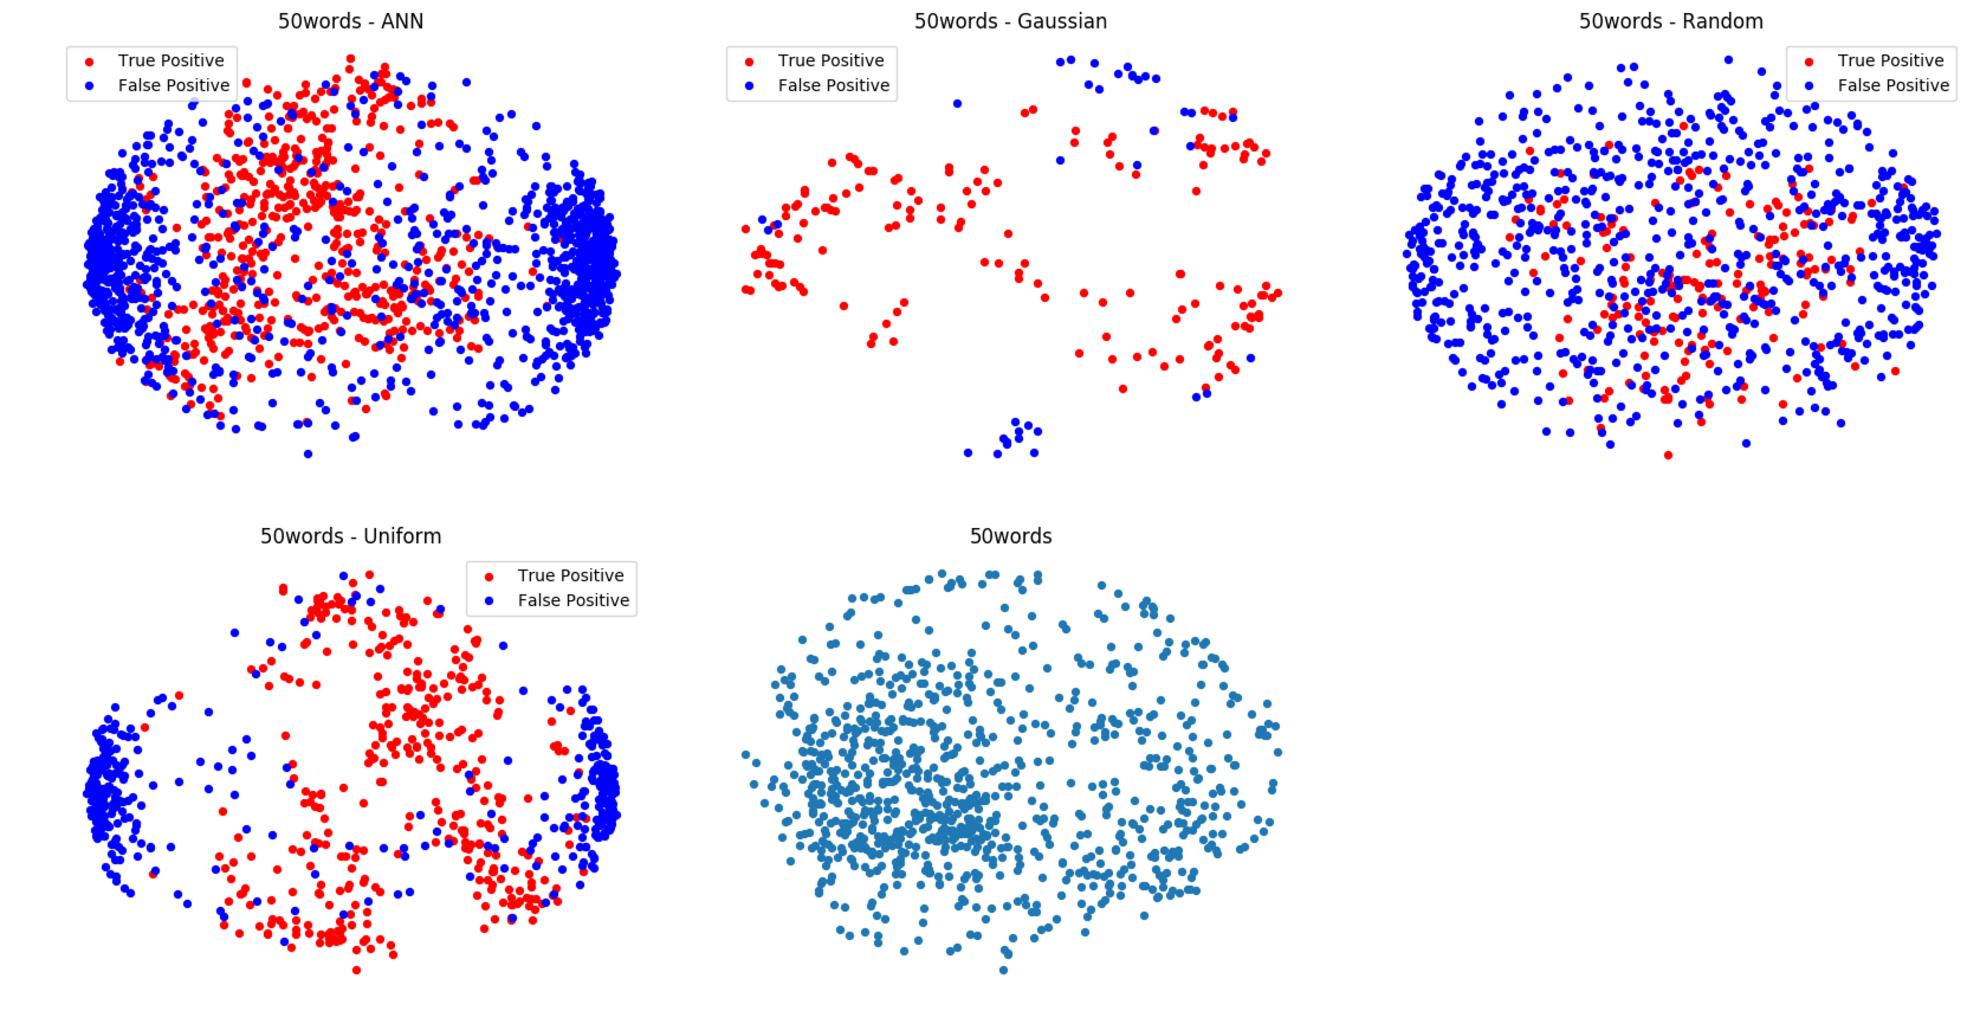 50words - ANN
True Positive
False Positive
50words - Gaussian
True Positive
False Positive
50words - Random
True Positive
False Positive
50words - Uniform
True Positive
False Positive
50words